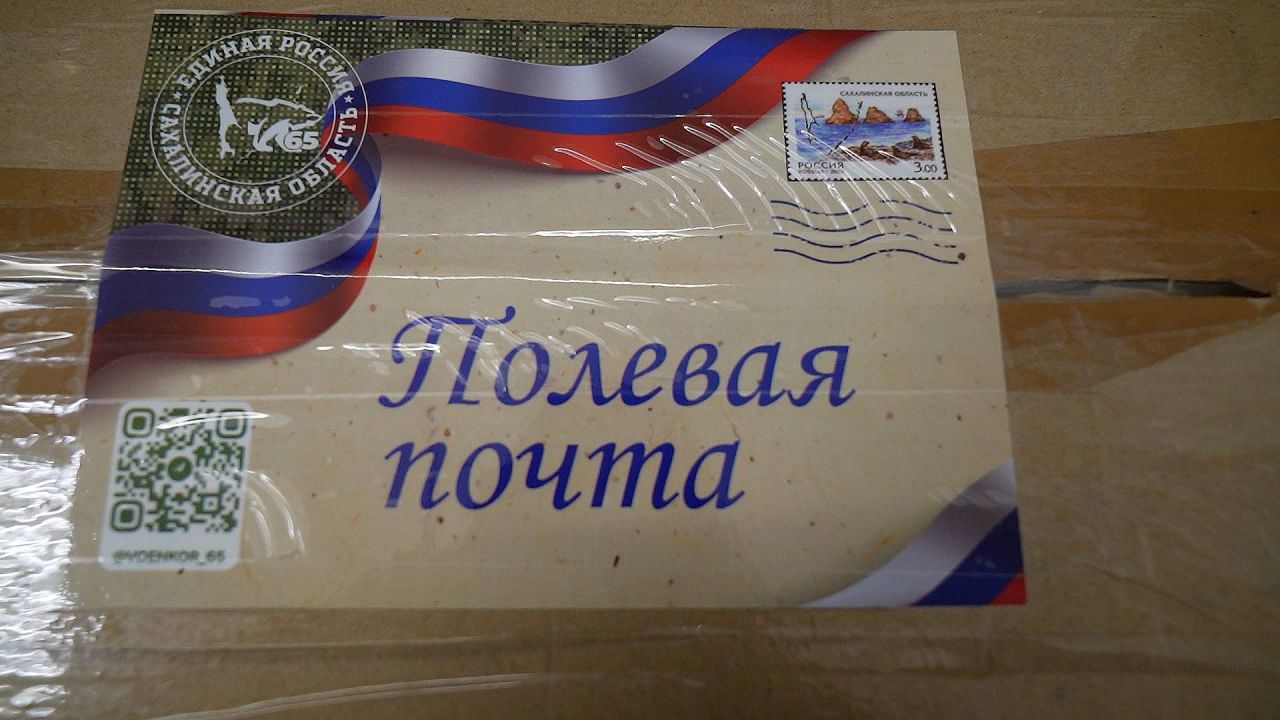 ЕДИНАЯ РОССИЯ
САХАЛИНСКАЯ ОБЛАСТЬ
65
САХАЛИНСКАЯ ОБЛАСТЬ
РОССИЯ
3.00
Полевая
почта
@VOENKOR_65